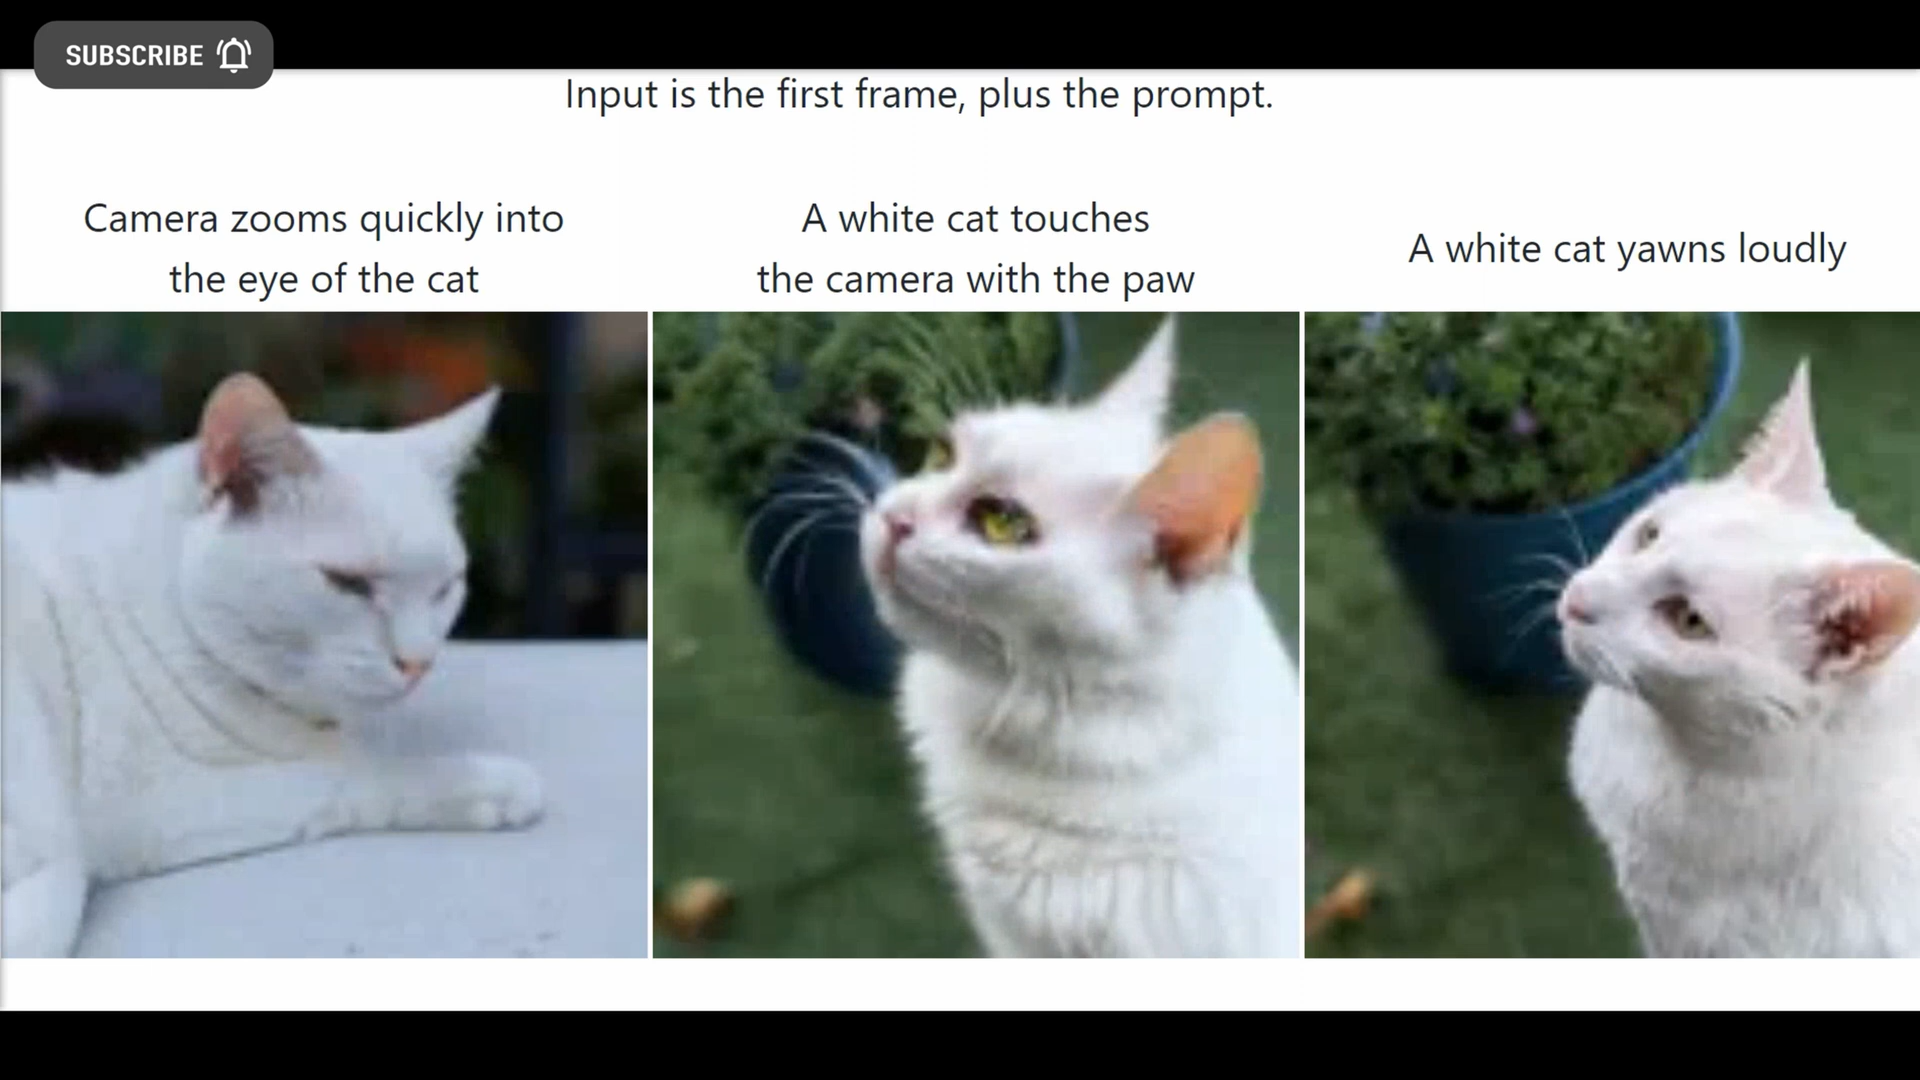 SUBSCRIBE
Input is the first frame, plus the prompt.
Camera zooms quickly into
the eye of the cat
A white cat touches
the camera with the paw
A white cat yawns loudly